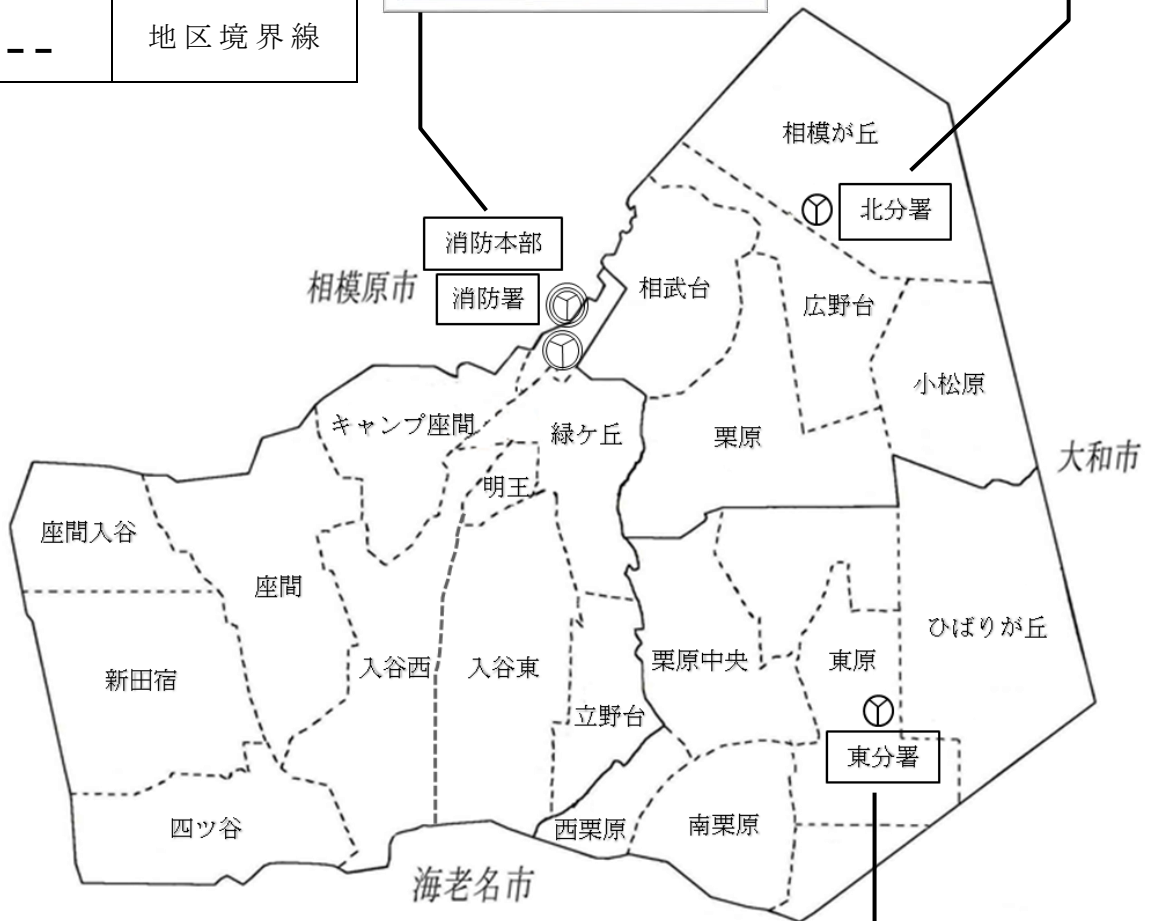 地区境界線
相模が丘
北分署
消防本部
消防署
相模原市
相武台
広野台
小松原
キャンプ座間
緑ケ丘
栗原
大和市
明王
座間入谷
座間
ひばりが丘
新田宿
入谷西
入谷東
栗原中央
東原
立野台
東分署
四ツ谷
西栗原
南栗原
海老名市